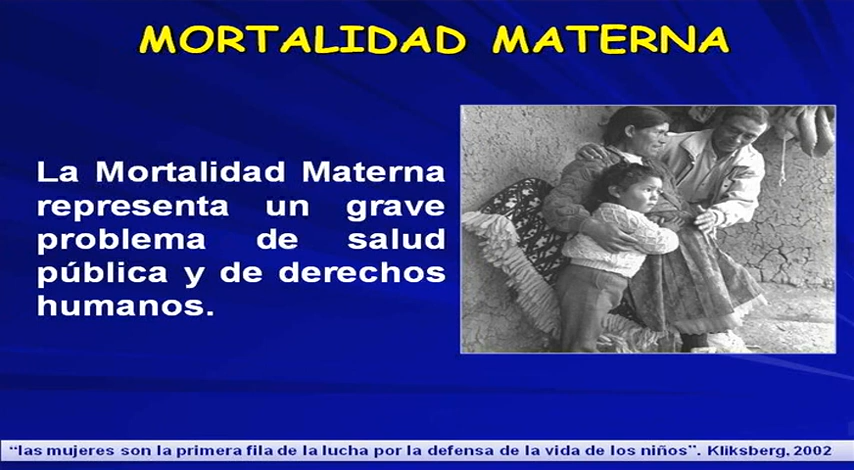 MORTALIDAD MATERNA
La Mortalidad Materna
representa un grave
problema de salud
pública y de derechos
humanos.
“las mujeres son la primera fila de la lucha por la defensa de la vida de los niños”. Kliksberg, 2002